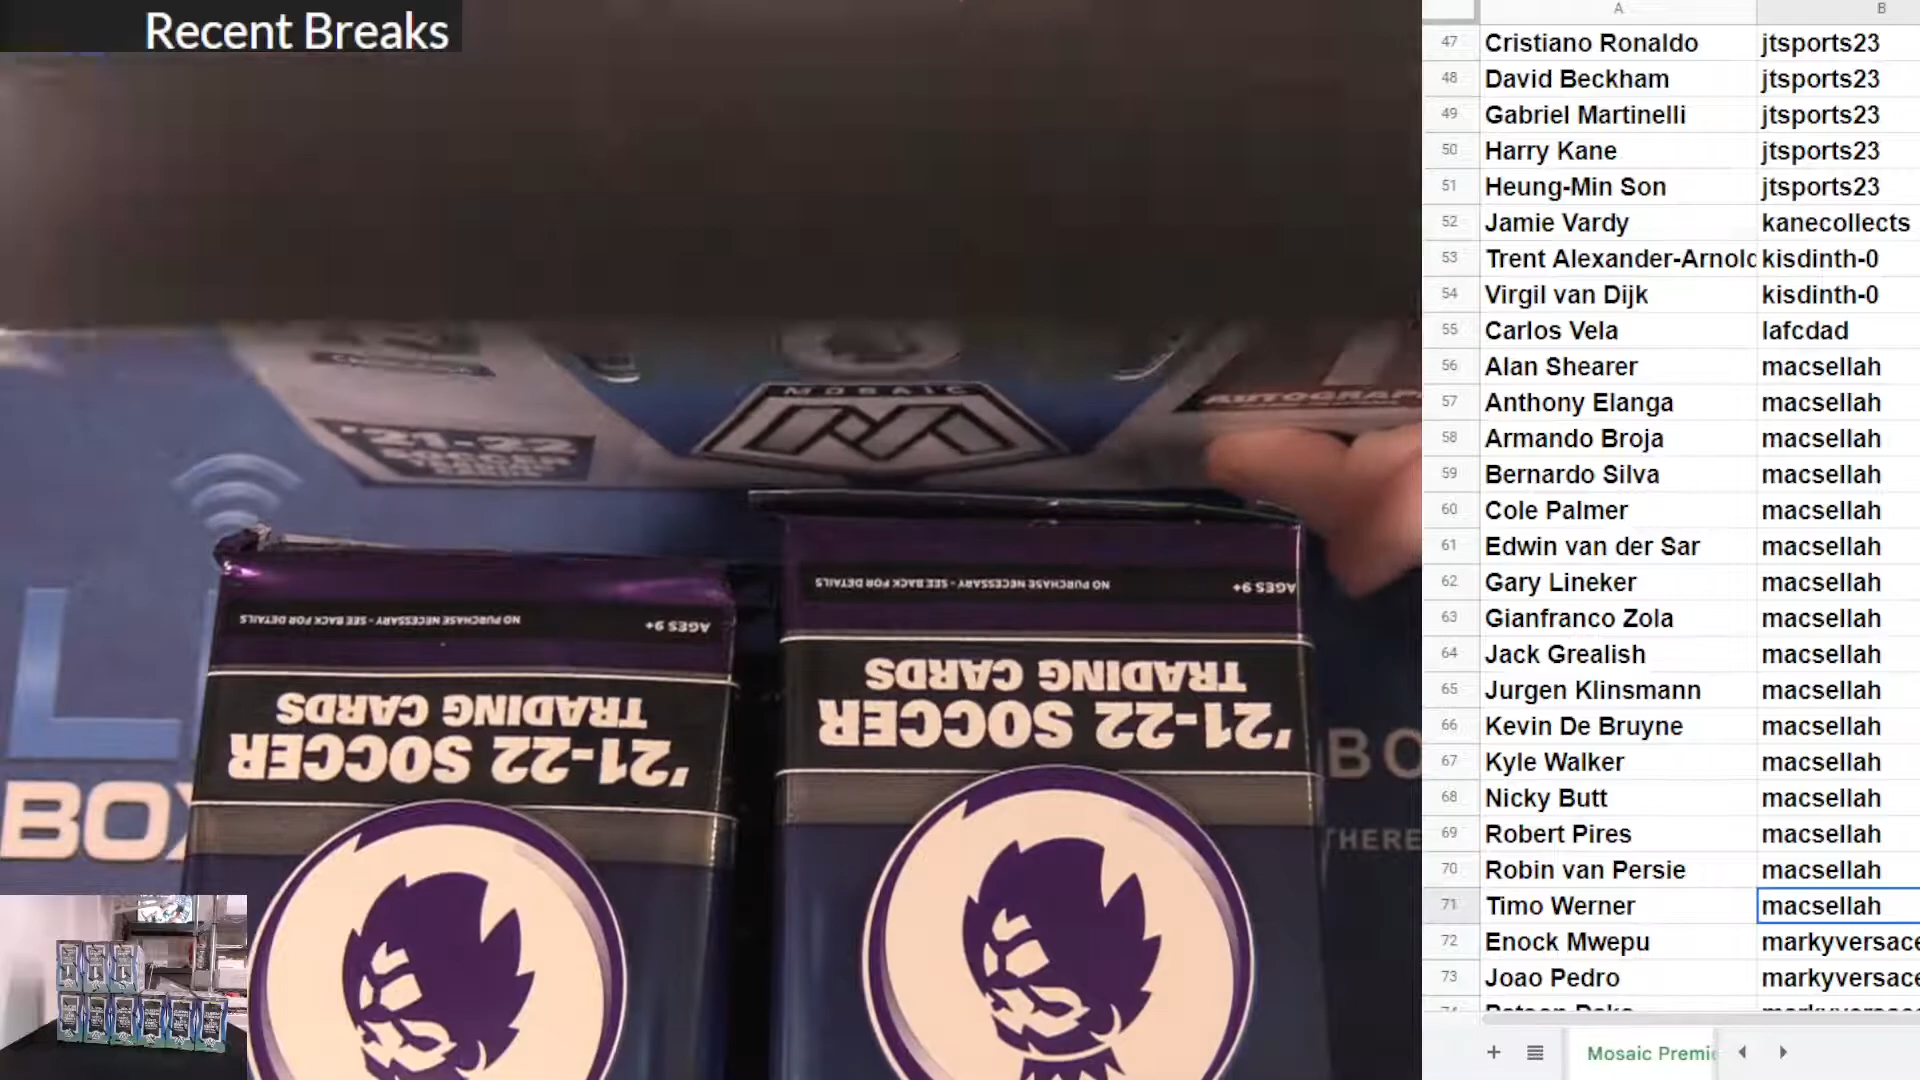 Recent Breaks
MOSAIC
'21-22
SOCCER
AUTOGRAP
NO PURCHASE NECESSARY - SEE BACK FOR DETAILS
AGES 9+
TRADING CARDS
'21-22 SOCCER
NO PURCHASE NECESSARY - SEE BACK FOR DETAILS
AGES 9+
TRADING CARDS
'21-22 SOCCER
L
BO
BOX
THERE
A B
47 Cristiano Ronaldo jtsports23
48 David Beckham jtsports23
49 Gabriel Martinelli jtsports23
50 Harry Kane jtsports23
51 Heung-Min Son jtsports23
52 Jamie Vardy kanecollects
53 Trent Alexander-Arnold kisdinth-0
54 Virgil van Dijk kisdinth-0
55 Carlos Vela lafcdad
56 Alan Shearer macsellah
57 Anthony Elanga macsellah
58 Armando Broja macsellah
59 Bernardo Silva macsellah
60 Cole Palmer macsellah
61 Edwin van der Sar macsellah
62 Gary Lineker macsellah
63 Gianfranco Zola macsellah
64 Jack Grealish macsellah
65 Jurgen Klinsmann macsellah
66 Kevin De Bruyne macsellah
67 Kyle Walker macsellah
68 Nicky Butt macsellah
69 Robert Pires macsellah
70 Robin van Persie macsellah
71 Timo Werner macsellah
72 Enock Mwepu markyversace
73 Joao Pedro markyversace
Mosaic Premi